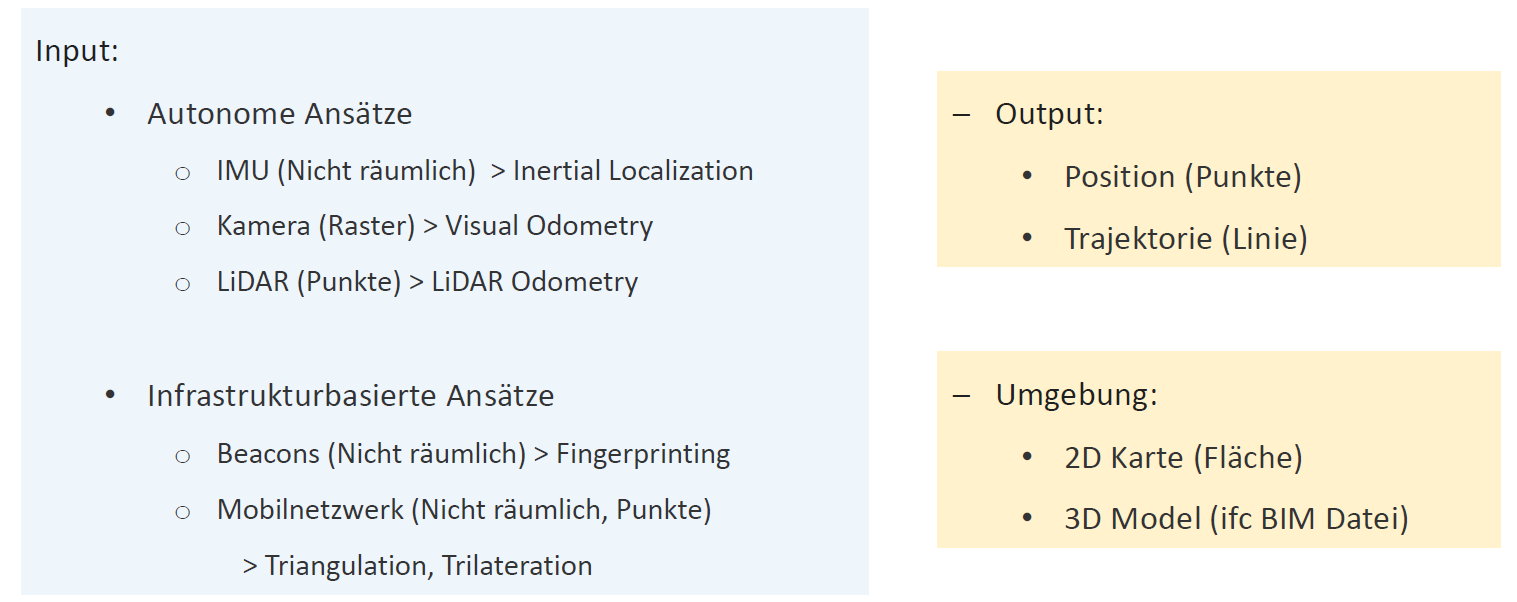 Input:
• Autonome Ansätze
○ IMU (Nicht räumlich) > Inertial Localization
○ Kamera (Raster) > Visual Odometry
○ LiDAR (Punkte) > LiDAR Odometry
• Infrastrukturbasierte Ansätze
○ Beacons (Nicht räumlich) > Fingerprinting
○ Mobilnetzwerk (Nicht räumlich, Punkte)
> Triangulation, Trilateration
– Output:
• Position (Punkte)
• Trajektorie (Linie)
– Umgebung:
• 2D Karte (Fläche)
• 3D Model (ifc BIM Datei)